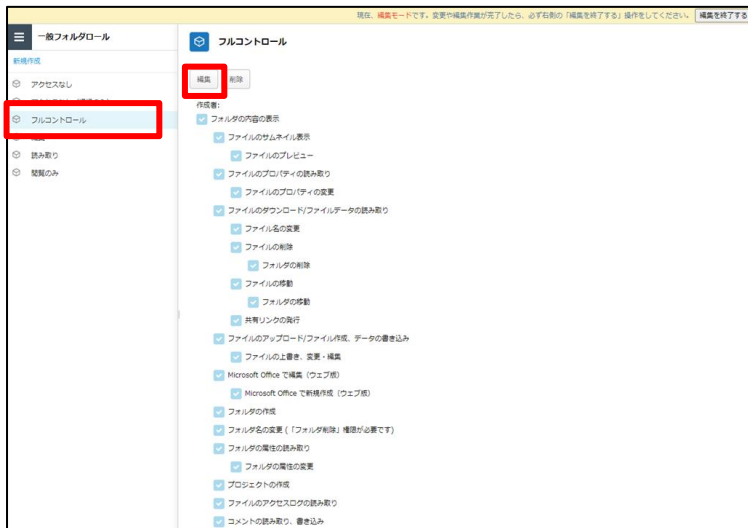 現在、編集モードです。変更や編集作業が完了したら、必ず右側の「編集を終了する」操作をしてください。 編集を終了する
一般フォルダロール
新規作成
アクセスなし
フルコントロール
読み取り
閲覧のみ
フルコントロール
編集 削除
作成者:
フォルダの内容の表示
ファイルのサムネイル表示
ファイルのプレビュー
ファイルのプロパティの読み取り
ファイルのプロパティの変更
ファイルのダウンロード/ファイルデータの読み取り
ファイル名の変更
ファイルの削除
フォルダの削除
ファイルの移動
フォルダの移動
共有リンクの発行
ファイルのアップロード/ファイル作成、データの書き込み
ファイルの上書き、変更・編集
Microsoft Office で編集（ウェブ版）
Microsoft Office で新規作成（ウェブ版）
フォルダの作成
フォルダ名の変更 (「フォルダ削除」権限が必要です)
フォルダの属性の読み取り
フォルダの属性の変更
プロジェクトの作成
ファイルのアクセスログの読み取り
コメントの読み取り、書き込み